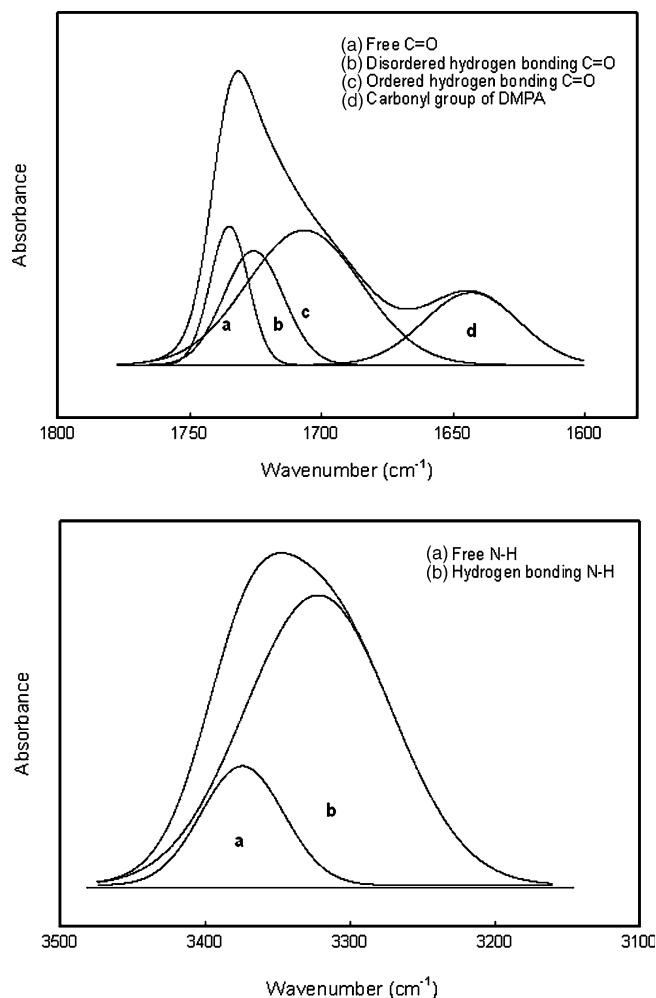 (a) Free C=O
(b) Disordered hydrogen bonding C=O
(c) Ordered hydrogen bonding C=O
(d) Carbonyl group of DMPA
Absorbance
a
b
c
d
1800
1750
1700
1650
1600
Wavenumber (cm⁻¹)
(a) Free N-H
(b) Hydrogen bonding N-H
Absorbance
a
b
3500
3400
3300
3200
3100
Wavenumber (cm⁻¹)